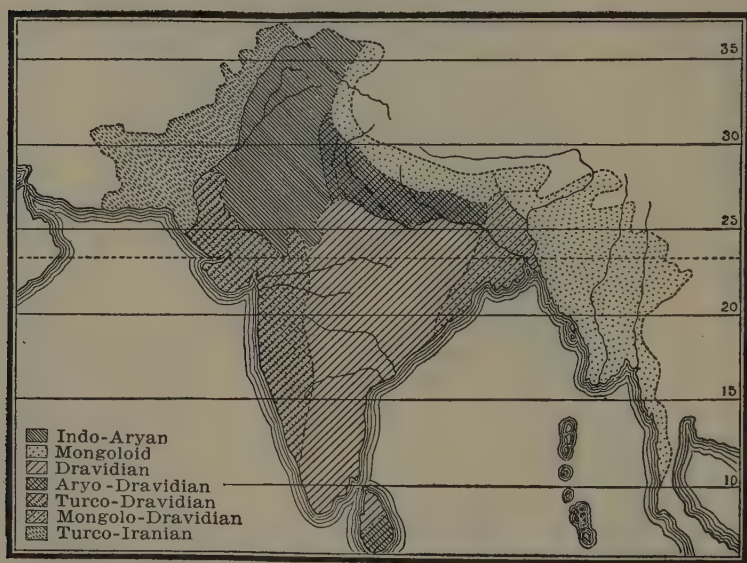 35
30
25
20
15
10
Indo-Aryan
Mongoloid
Dravidian
Aryo-Dravidian
Turco-Dravidian
Mongolo-Dravidian
Turco-Iranian